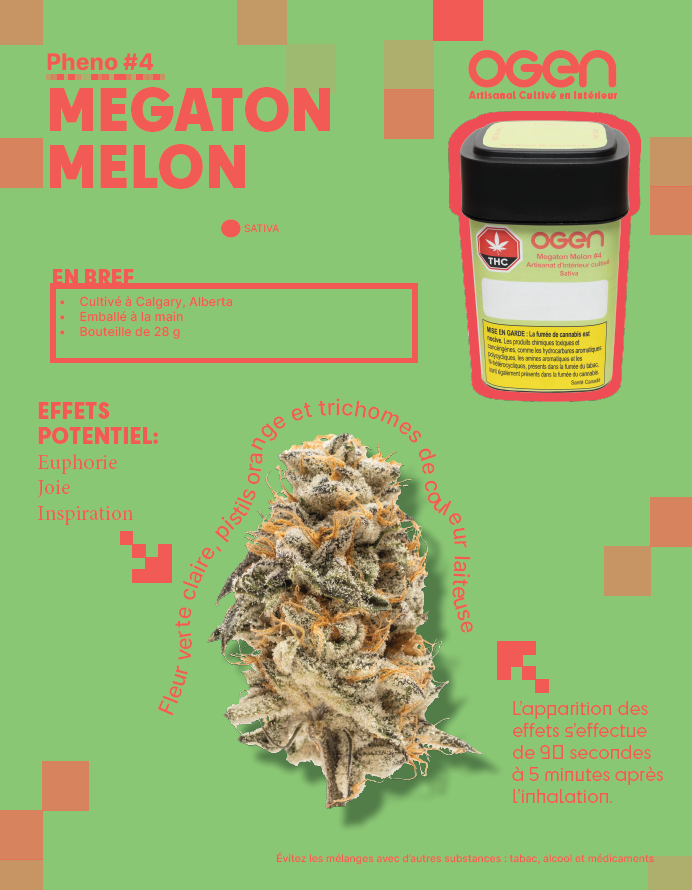 Pheno #4
MEGATON
MELON
OGEN
Artisanal Cultivé en Intérieur
SATIVA
THC
OGEN
Megaton Melon #4
Artisanat d'intérieur cultivé
Sativa
MISE EN GARDE : La fumée de cannabis est
nocive. Les produits chimiques toxiques et
cancérigènes, comme les hydrocarbures aromatiques
polycycliques, les amines aromatiques et les
N-hétérocycliques, présents dans la fumée du tabac,
sont également présents dans la fumée du cannabis.
Santé Canada
EN BREF
• Cultivé à Calgary, Alberta
• Emballé à la main
• Bouteille de 28 g
EFFETS
POTENTIEL:
Euphorie
Joie
Inspiration
Fleur verte claire, pistils orange et trichomes de couleur laiteuse
L'apparition des
effets s'effectue
de 90 secondes
à 5 minutes après
l'inhalation.
Évitez les mélanges avec d'autres substances : tabac, alcool et médicaments